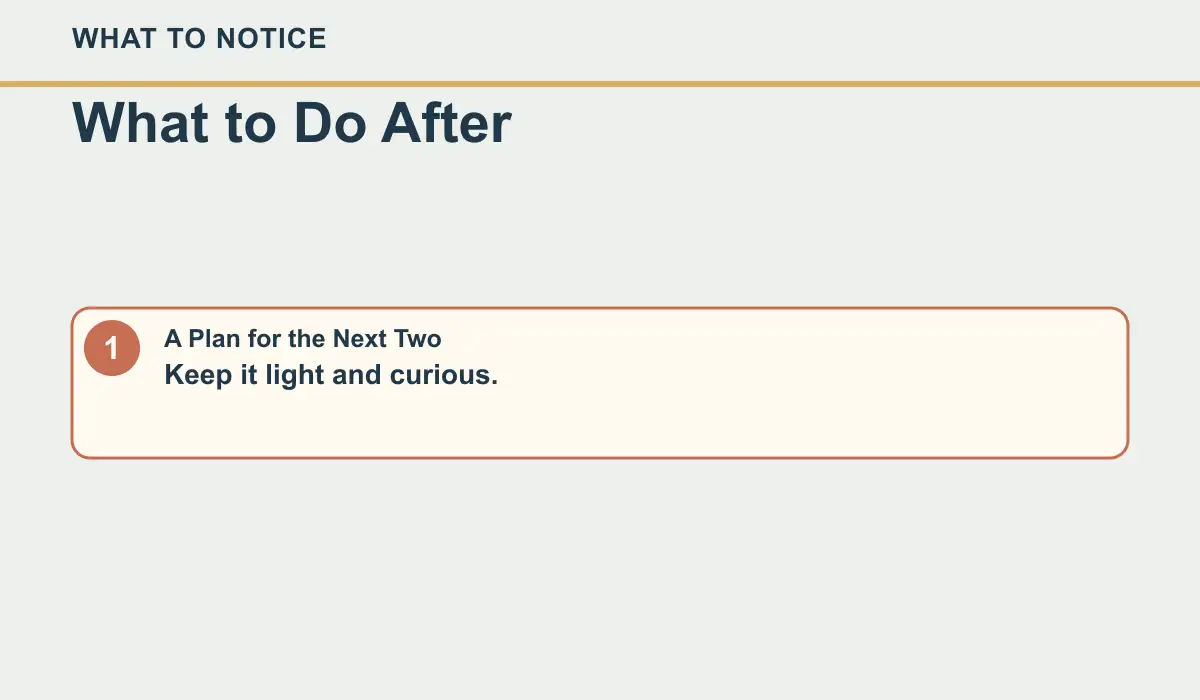 WHAT TO NOTICE
What to Do After
1
A Plan for the Next Two
Keep it light and curious.